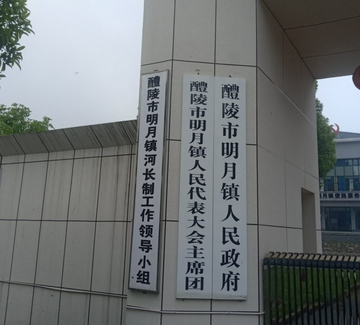 醴陵市明月镇人民政府
醴陵市明月镇人民代表大会主席团
醴陵市明月镇河长制工作领导小组